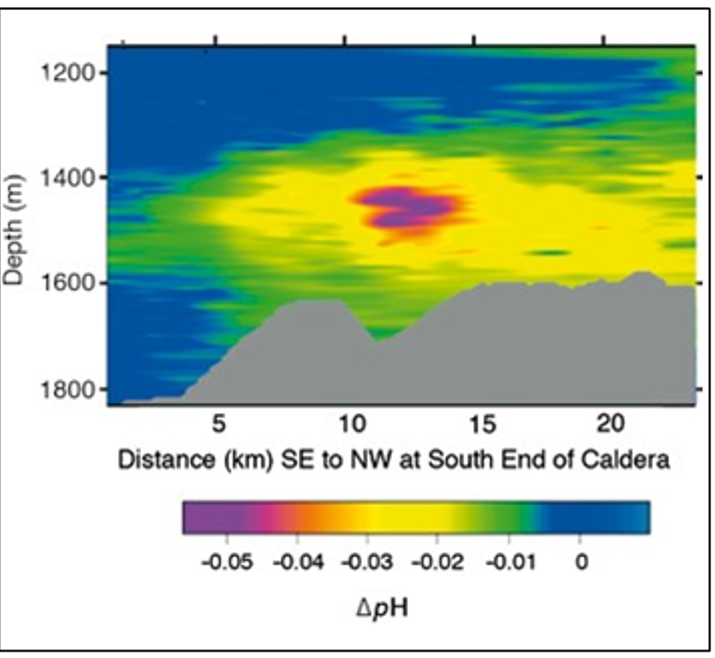 1200
1400
1600
1800
Depth (m)
5 10 15 20
Distance (km) SE to NW at South End of Caldera
-0.05 -0.04 -0.03 -0.02 -0.01 0
ΔpH